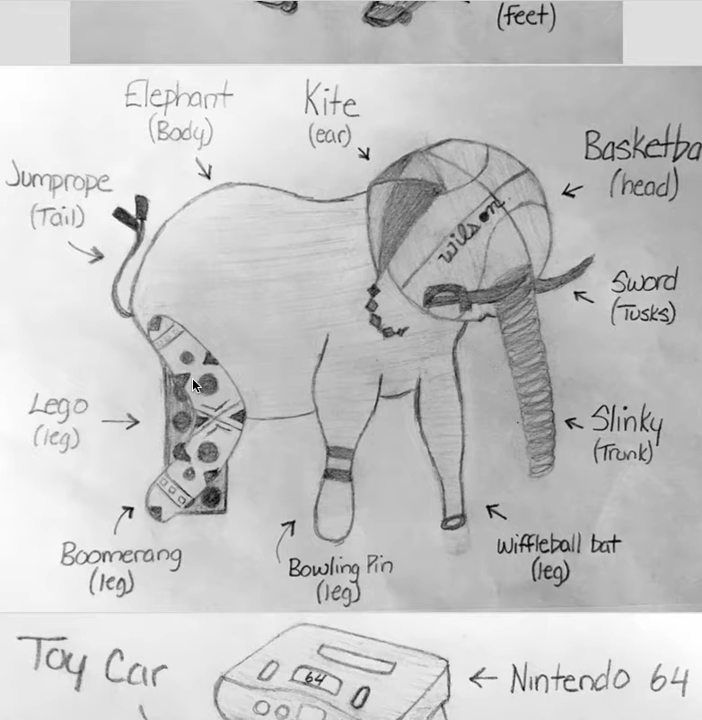 (feet)
Elephant
(Body)
Kite
(ear)
Basketba
(head)
Jumprope
(Tail)
wilson
Sword
(Tusks)
Lego
(leg)
Slinky
(Trunk)
Boomerang
(leg)
Bowling Pin
(leg)
Wiffleball bat
(leg)
Toy Car
64
Nintendo 64